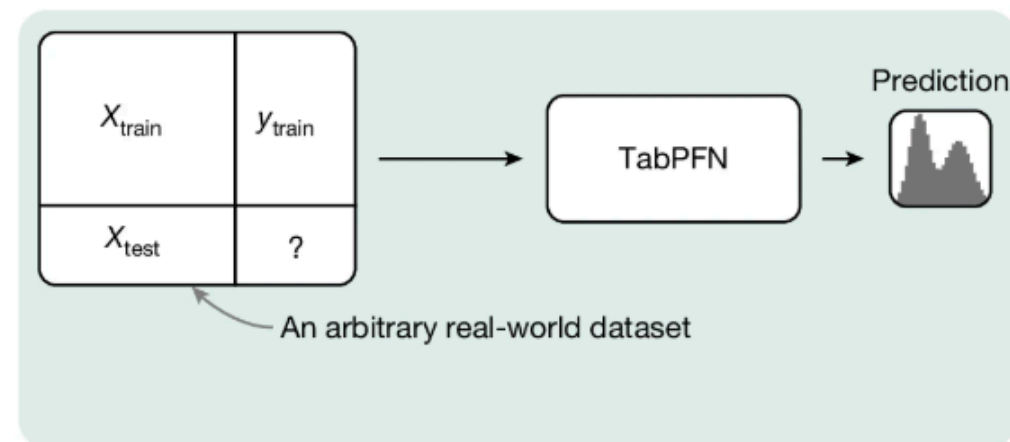 Prediction
X_train
y_train
TabPFN
X_test
?
An arbitrary real-world dataset